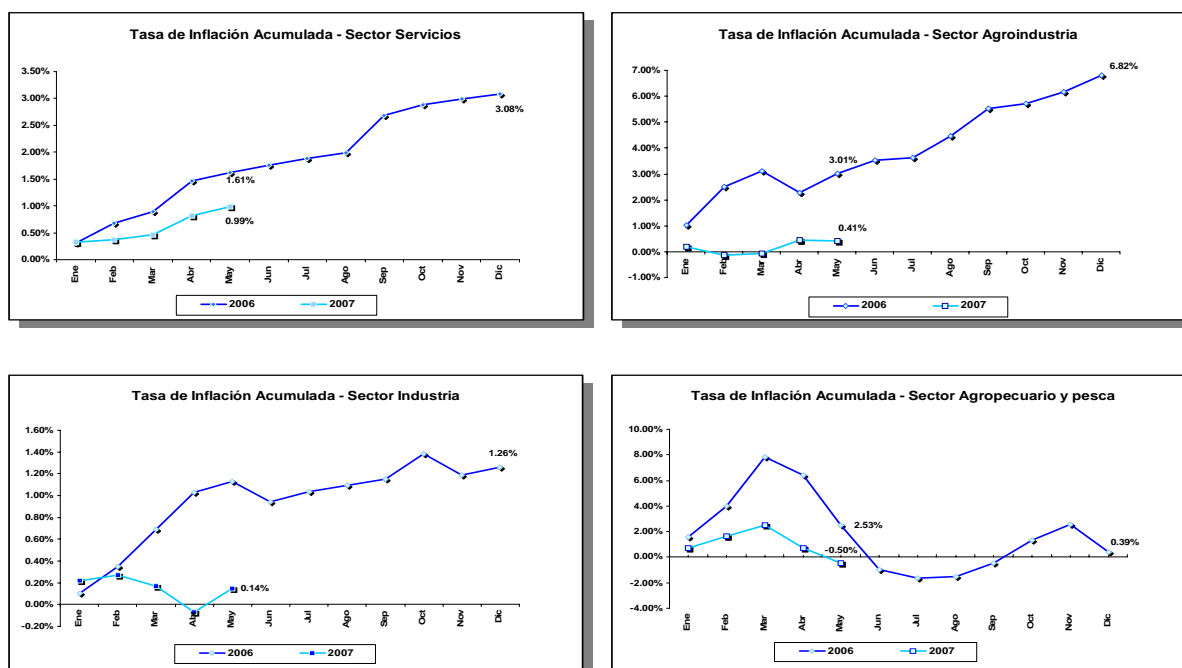 Tasa de Inflación Acumulada - Sector Servicios
3.50%
3.00%
2.50%
2.00%
1.50%
1.00%
0.50%
0.00%
3.08%
1.61%
0.99%
Ene
Feb
Mar
Abr
May
Jun
Jul
Ago
Sep
Oct
Nov
Dic
2006
2007
Tasa de Inflación Acumulada - Sector Agroindustria
7.00%
6.00%
5.00%
4.00%
3.00%
2.00%
1.00%
0.00%
-1.00%
6.82%
3.01%
0.41%
Ene
Feb
Mar
Abr
May
Jun
Jul
Ago
Sep
Oct
Nov
Dic
2006
2007
Tasa de Inflación Acumulada - Sector Industria
1.60%
1.40%
1.20%
1.00%
0.80%
0.60%
0.40%
0.20%
0.00%
-0.20%
1.26%
0.14%
Ene
Feb
Mar
Abr
May
Jun
Jul
Ago
Sep
Oct
Nov
Dic
2006
2007
Tasa de Inflación Acumulada - Sector Agropecuario y pesca
10.00%
8.00%
6.00%
4.00%
2.00%
0.00%
-2.00%
-4.00%
2.53%
-0.50%
0.39%
Ene
Feb
Mar
Abr
May
Jun
Jul
Ago
Sep
Oct
Nov
Dic
2006
2007